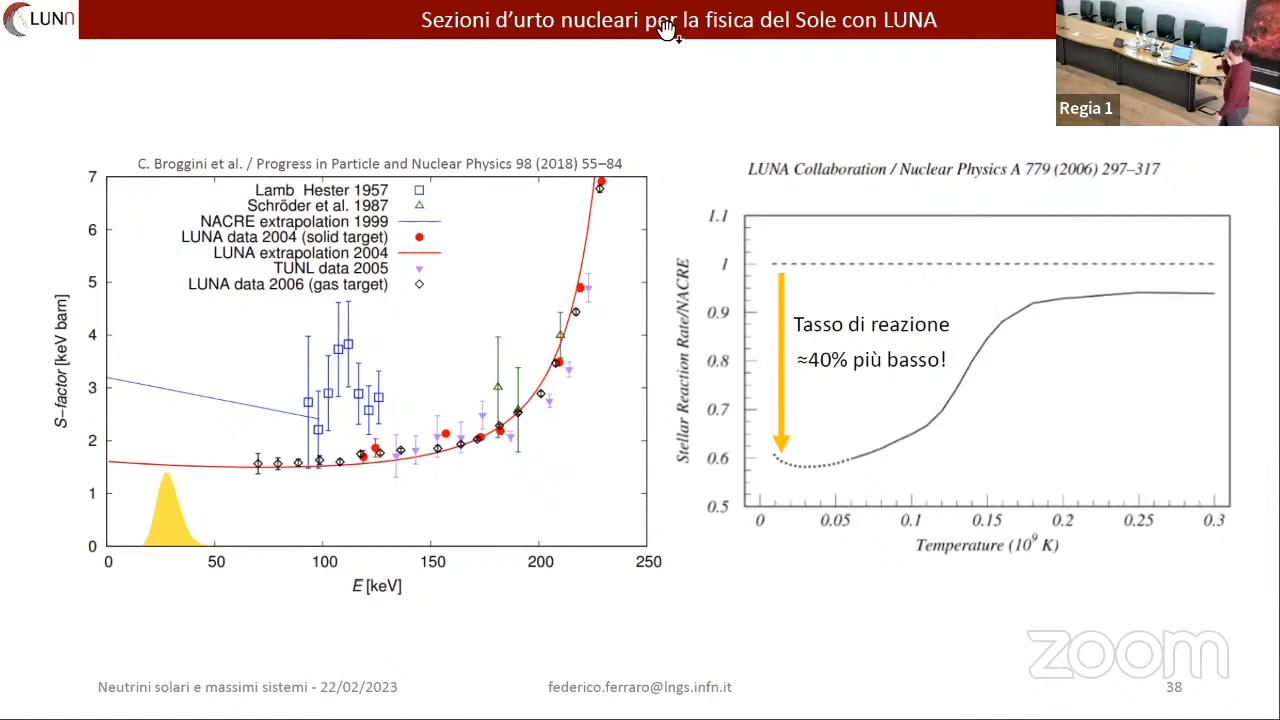 LUNA
Sezioni d'urto nucleari per la fisica del Sole con LUNA
Regia 1
C. Broggini et al. / Progress in Particle and Nuclear Physics 98 (2018) 55–84
7
6
5
4
3
2
1
0
S-factor [keV barn]
Lamb Hester 1957
Schröder et al. 1987
NACRE extrapolation 1999
LUNA data 2004 (solid target)
LUNA extrapolation 2004
TUNL data 2005
LUNA data 2006 (gas target)
0 50 100 150 200 250
E [keV]
LUNA Collaboration / Nuclear Physics A 779 (2006) 297–317
1.1
1
0.9
0.8
0.7
0.6
0.5
Stellar Reaction Rate/NACRE
Tasso di reazione
≈40% più basso!
0 0.05 0.1 0.15 0.2 0.25 0.3
Temperature (10⁹ K)
zoom
Neutrini solari e massimi sistemi - 22/02/2023
federico.ferraro@lngs.infn.it
38